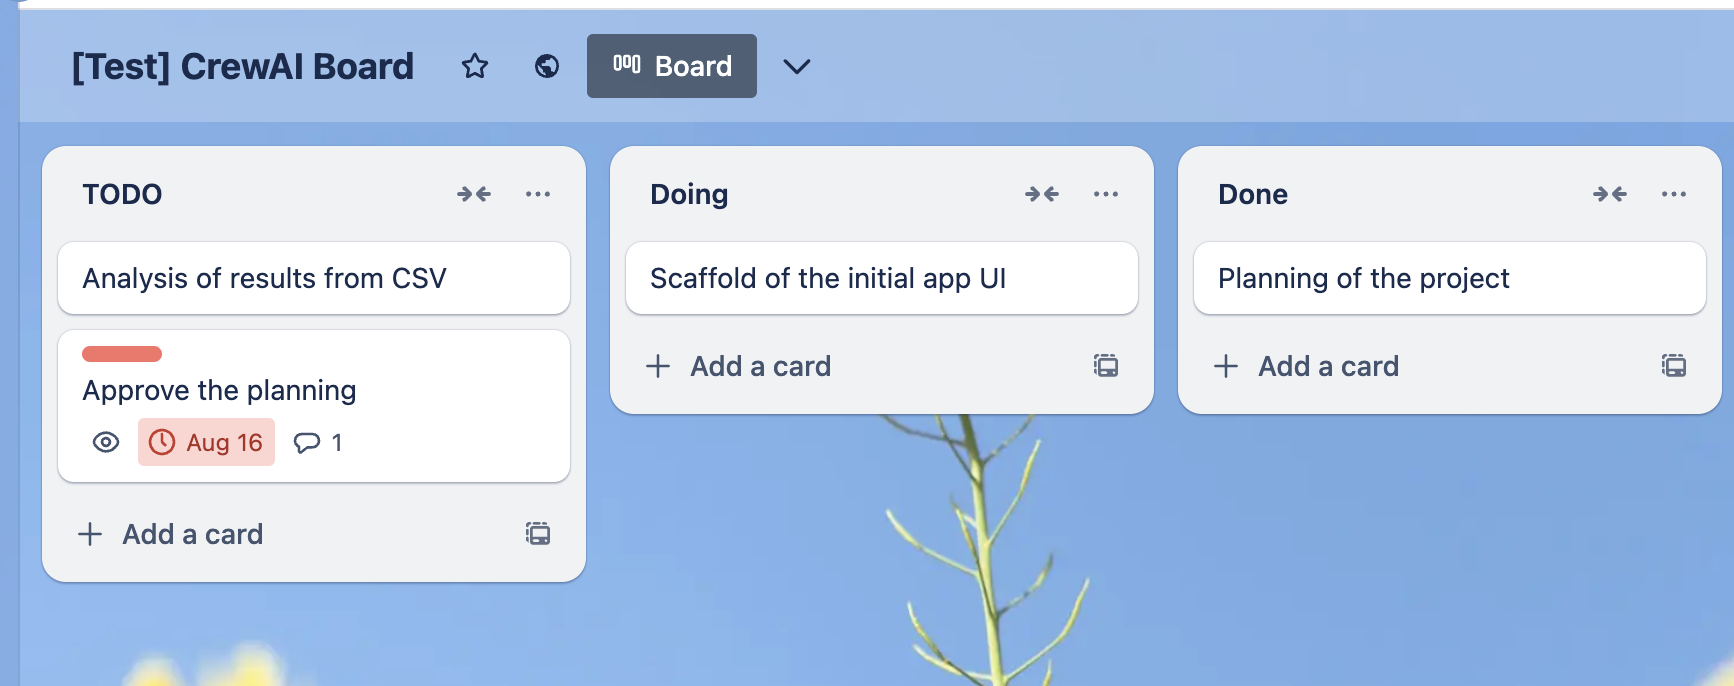 [Test] CrewAI Board
Board
TODO
Analysis of results from CSV
Approve the planning
Aug 16
1
Add a card
Doing
Scaffold of the initial app UI
Add a card
Done
Planning of the project
Add a card